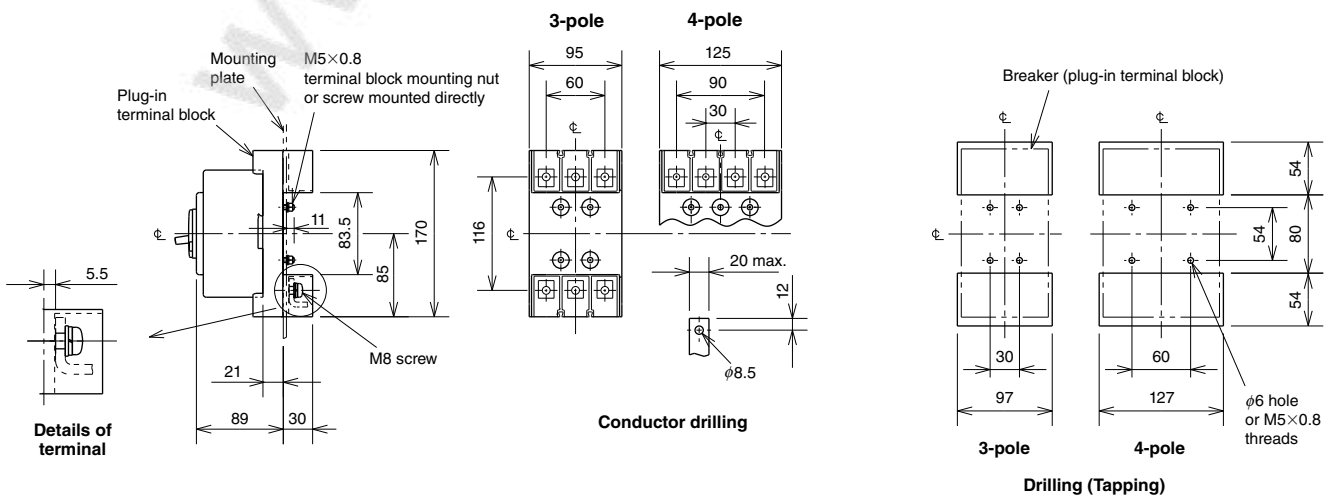 3-pole
4-pole
Mounting
plate
M5×0.8
terminal block mounting nut
or screw mounted directly
Plug-in
terminal block
95
60
125
90
30
Breaker (plug-in terminal block)
℄
℄
℄
℄
54
11
83.5
170
116
℄
℄
℄
54
80
85
5.5
20 max.
12
54
M8 screw
φ8.5
21
30
60
89
30
97
127
φ6 hole
or M5×0.8
threads
Details of
terminal
Conductor drilling
3-pole
4-pole
Drilling (Tapping)